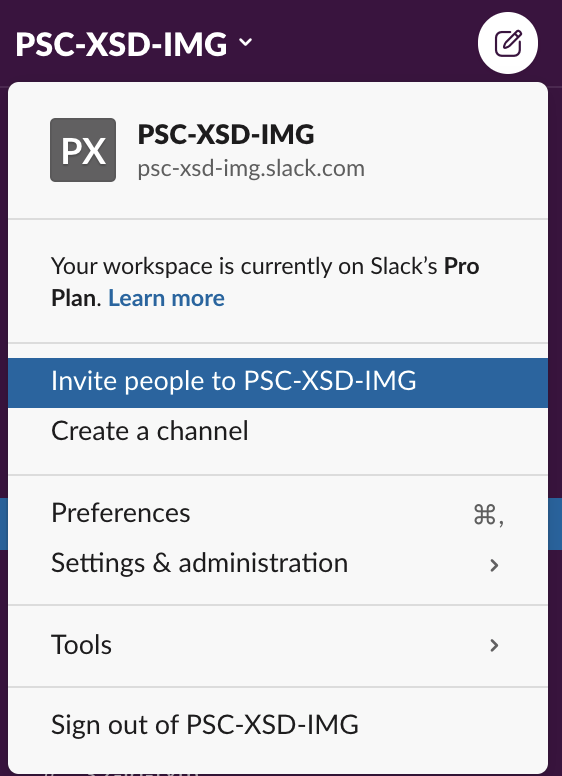 PSC-XSD-IMG
PX
PSC-XSD-IMG
psc-xsd-img.slack.com
Your workspace is currently on Slack’s Pro
Plan. Learn more
Invite people to PSC-XSD-IMG
Create a channel
Preferences ⌘,
Settings & administration
Tools
Sign out of PSC-XSD-IMG